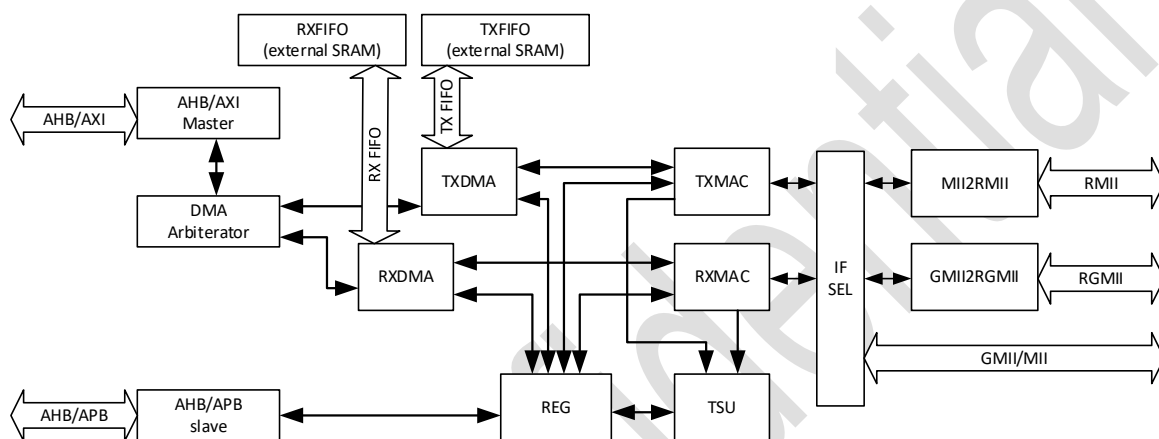 RXFIFO
(external SRAM)
TXFIFO
(external SRAM)
AHB/AXI
AHB/AXI
Master
RX FIFO
TX FIFO
TXDMA
TXMAC
MII2RMII
RMII
DMA
Arbiterator
RXDMA
RXMAC
IF
SEL
GMII2RGMII
RGMII
GMII/MII
AHB/APB
AHB/APB
slave
REG
TSU